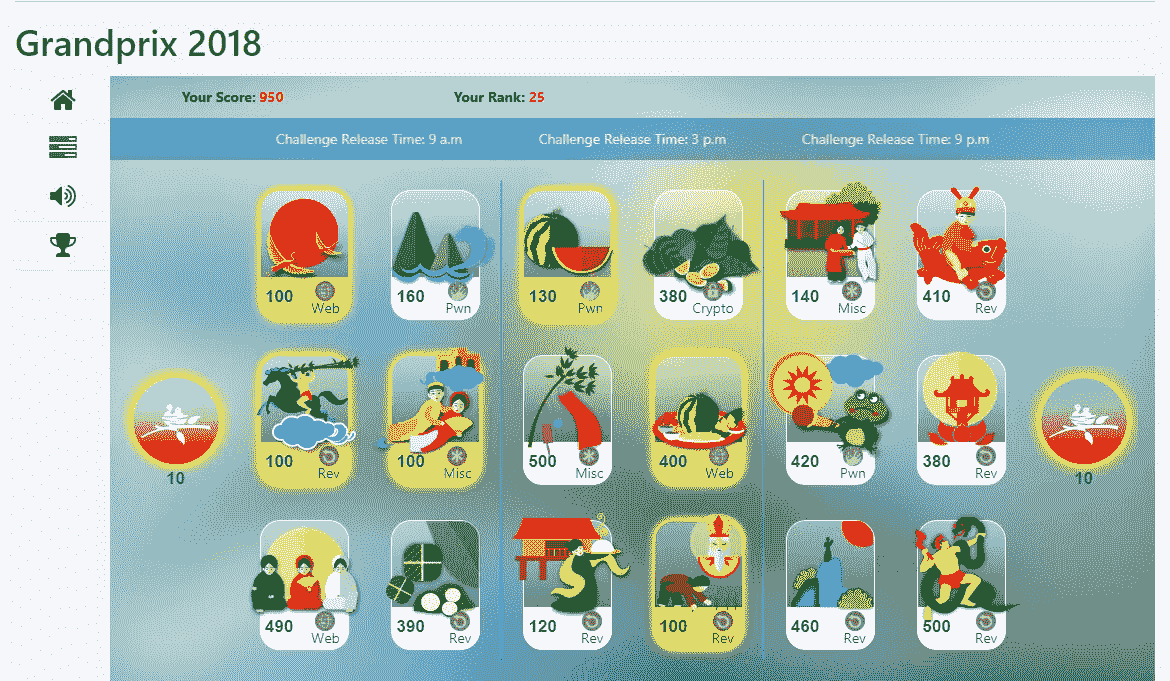 Grandprix 2018
Your Score: 950 Your Rank: 25
Challenge Release Time: 9 a.m Challenge Release Time: 3 p.m Challenge Release Time: 9 p.m
100 Web 160 Pwn 130 Pwn 380 Crypto 140 Misc 410 Rev
10 100 Rev 100 Misc 500 Misc 400 Web 420 Pwn 380 Rev 10
490 Web 390 Rev 120 Rev 100 Rev 460 Rev 500 Rev